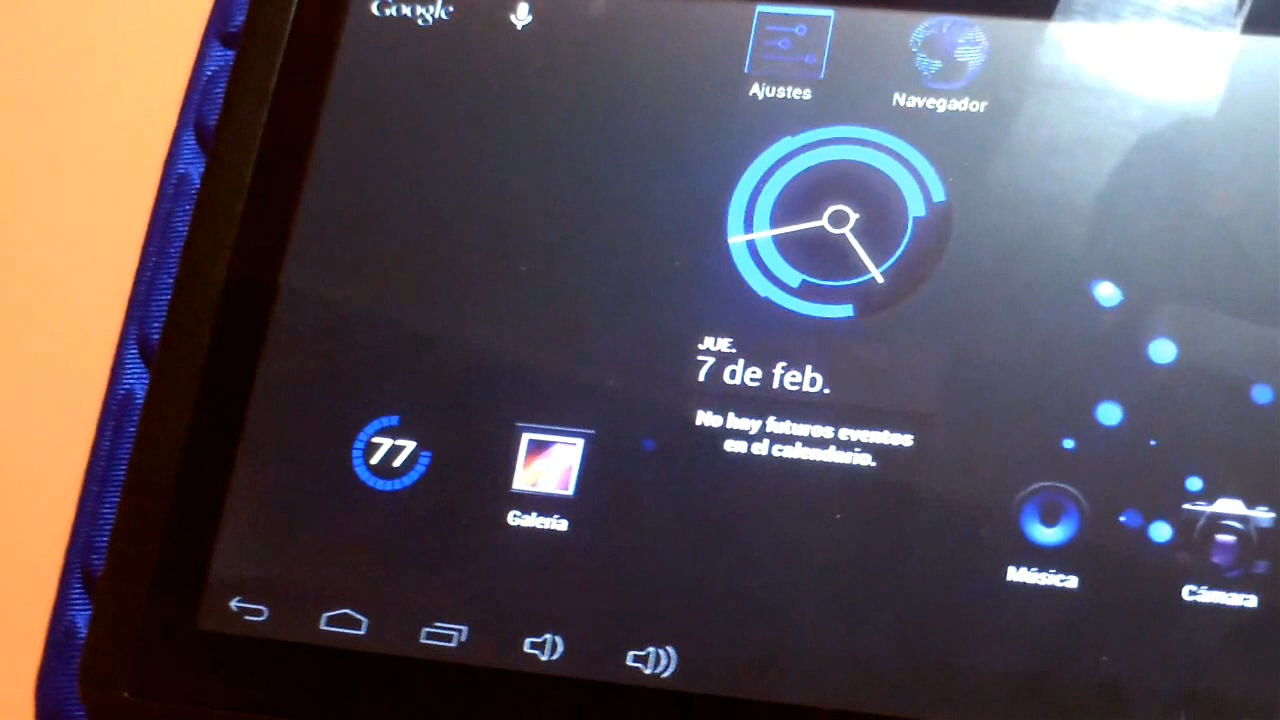 Google
Ajustes
Navegador
JUE.
7 de feb.
No hay futuros eventos
en el calendario.
77
Galería
Música
Cámara